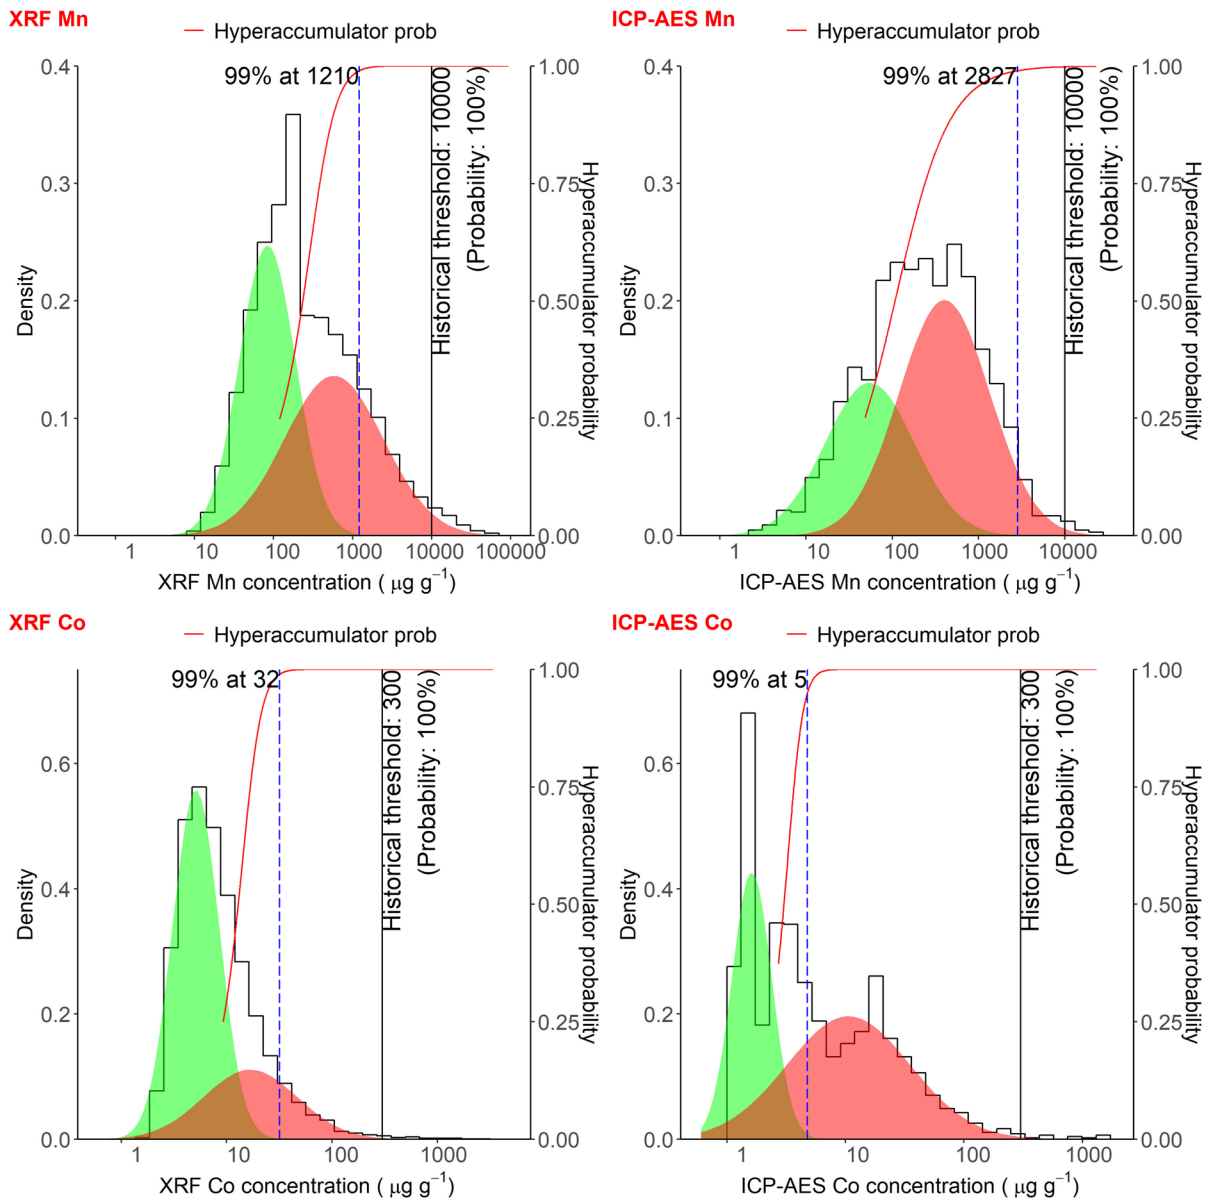 XRF Mn
Hyperaccumulator prob
99% at 1210
Historical threshold: 10000
(Probability: 100%)
0.4
0.3
0.2
0.1
0.0
Density
1.00
0.75
0.50
0.25
0.00
Hyperaccumulator probability
1 10 100 1000 10000 100000
XRF Mn concentration ( μg g⁻¹)
ICP-AES Mn
Hyperaccumulator prob
99% at 2827
Historical threshold: 10000
(Probability: 100%)
0.4
0.3
0.2
0.1
0.0
Density
1.00
0.75
0.50
0.25
0.00
Hyperaccumulator probability
1 10 100 1000 10000
ICP-AES Mn concentration ( μg g⁻¹)
XRF Co
Hyperaccumulator prob
99% at 32
Historical threshold: 300
(Probability: 100%)
0.6
0.4
0.2
0.0
Density
1.00
0.75
0.50
0.25
0.00
Hyperaccumulator probability
1 10 100 1000
XRF Co concentration ( μg g⁻¹)
ICP-AES Co
Hyperaccumulator prob
99% at 5
Historical threshold: 300
(Probability: 100%)
0.6
0.4
0.2
0.0
Density
1.00
0.75
0.50
0.25
0.00
Hyperaccumulator probability
1 10 100 1000
ICP-AES Co concentration ( μg g⁻¹)